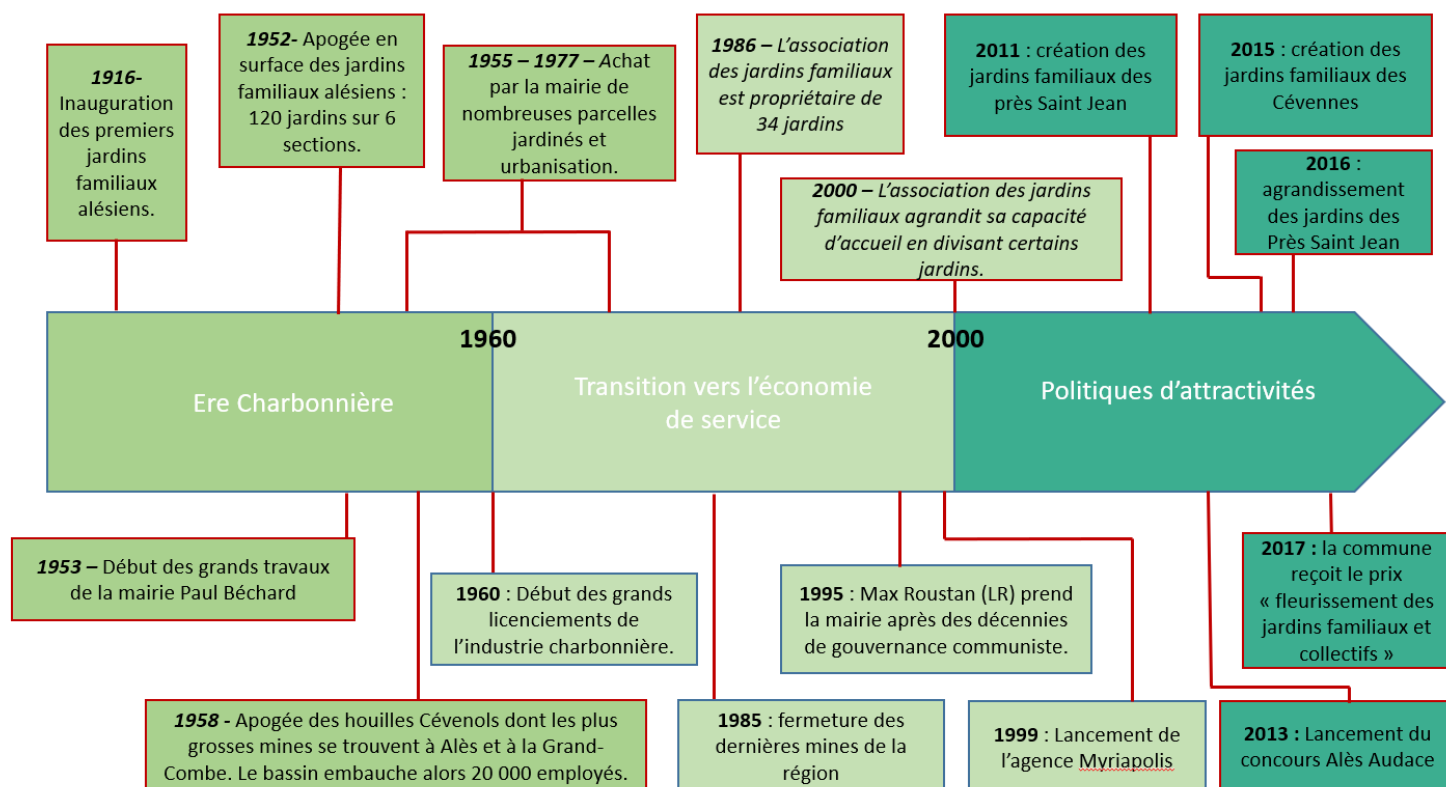 1916-
Inauguration
des premiers
jardins
familiaux
alésiens.
1952- Apogée en
surface des jardins
familiaux alésiens :
120 jardins sur 6
sections.
1955 – 1977 – Achat
par la mairie de
nombreuses parcelles
jardinés et
urbanisation.
1986 – L’association
des jardins familiaux
est propriétaire de
34 jardins
2000 – L’association des jardins
familiaux agrandit sa capacité
d’accueil en divisant certains
jardins.
2011 : création des
jardins familiaux des
près Saint Jean
2015 : création des
jardins familiaux des
Cévennes
2016 :
agrandissement
des jardins des
Près Saint Jean
1960
2000
Ere Charbonnière
Transition vers l’économie
de service
Politiques d’attractivités
1953 – Début des grands travaux
de la mairie Paul Béchard
1958 - Apogée des houilles Cévenols dont les plus
grosses mines se trouvent à Alès et à la Grand-
Combe. Le bassin embauche alors 20 000 employés.
1960 : Début des grands
licenciements de
l’industrie charbonnière.
1985 : fermeture des
dernières mines de la
région
1995 : Max Roustan (LR) prend
la mairie après des décennies
de gouvernance communiste.
1999 : Lancement de
l’agence Myriapolis
2013 : Lancement du
concours Alès Audace
2017 : la commune
reçoit le prix
« fleurissement des
jardins familiaux et
collectifs »